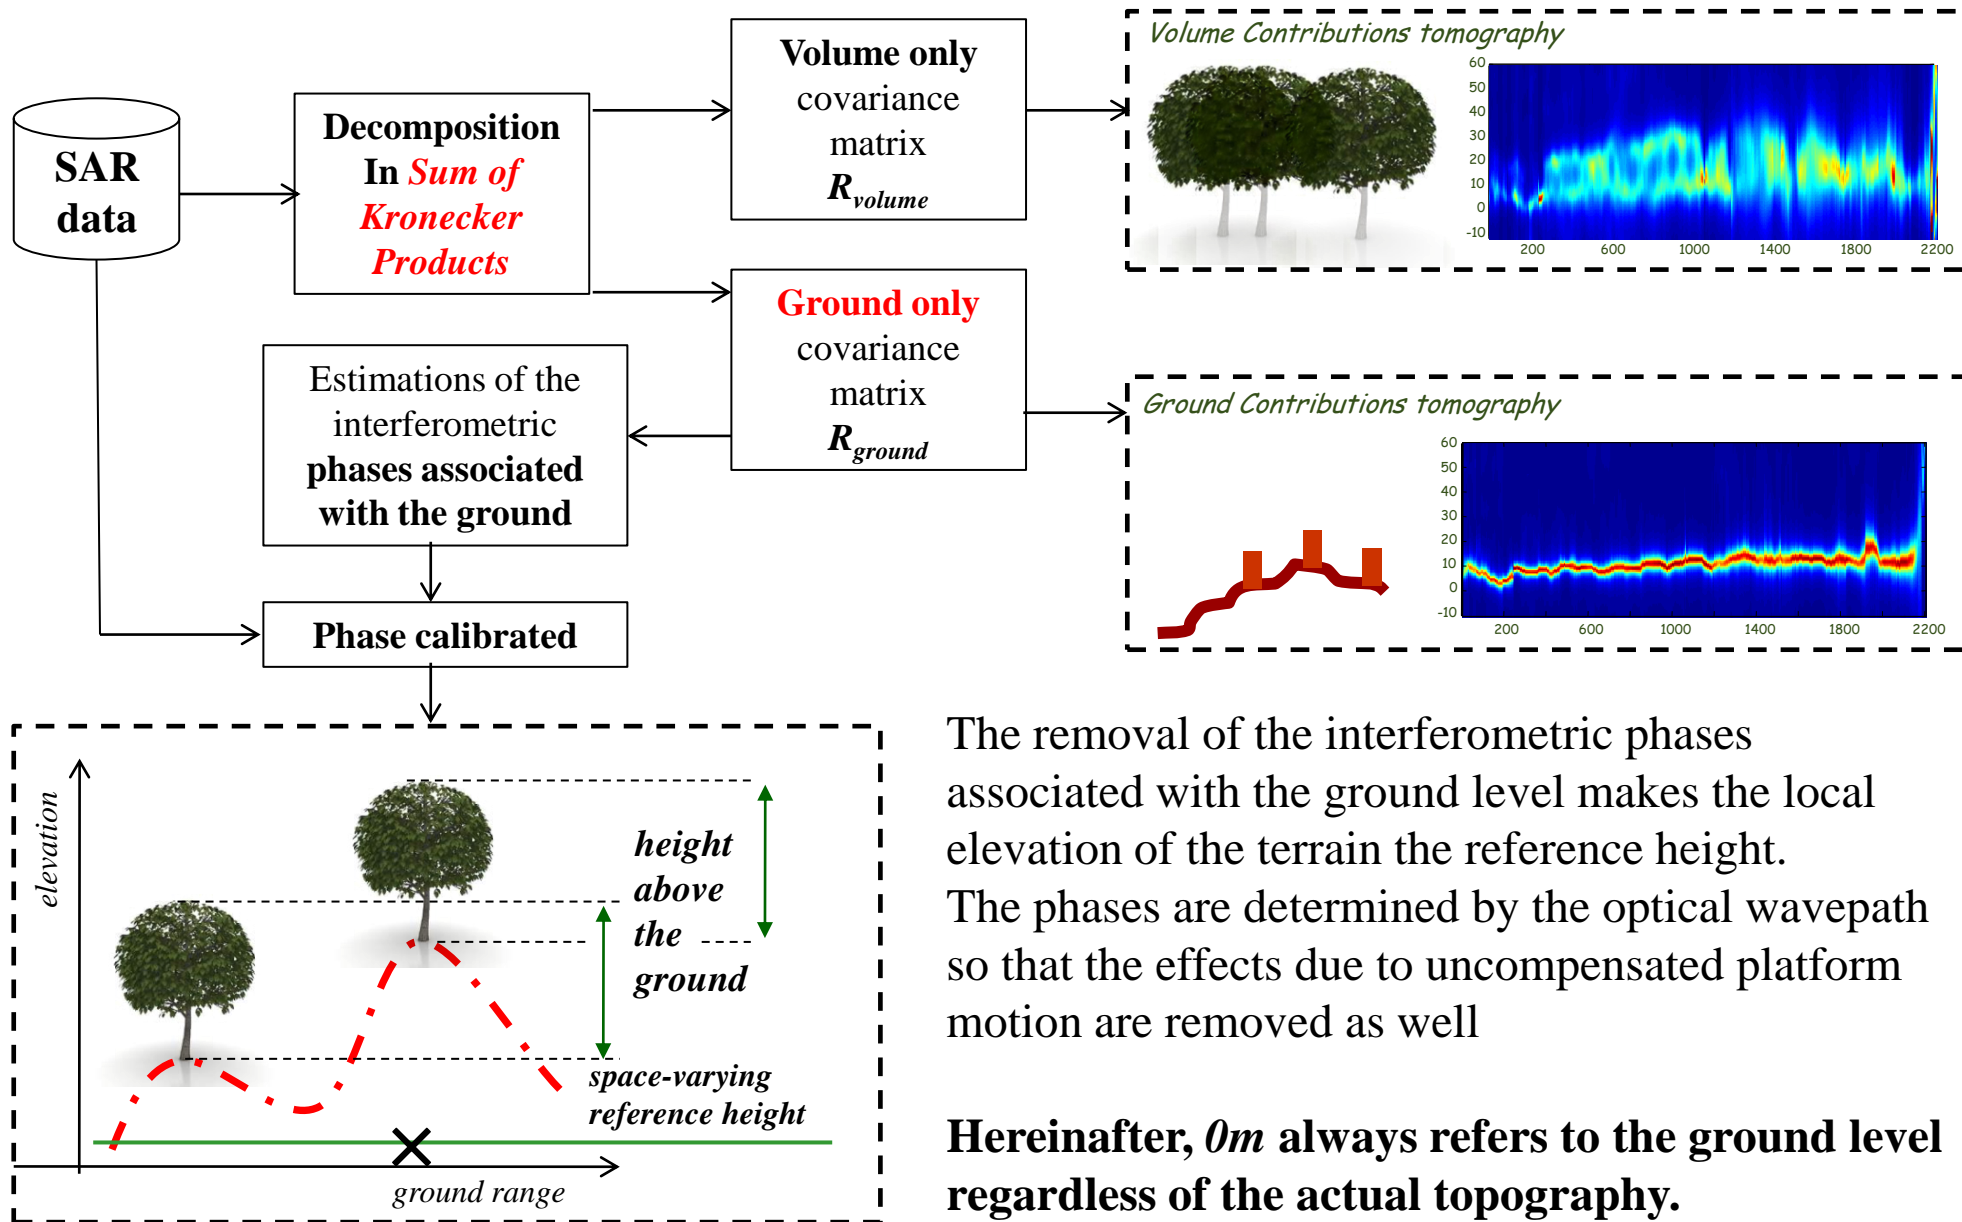 SAR
data
Decomposition
In Sum of
Kronecker
Products
Volume only
covariance
matrix
R_volume
Volume Contributions tomography
60
50
40
30
20
10
0
-10
200 600 1000 1400 1800 2200
Ground only
covariance
matrix
R_ground
Ground Contributions tomography
60
50
40
30
20
10
0
-10
200 600 1000 1400 1800 2200
Estimations of the
interferometric
phases associated
with the ground
Phase calibrated
elevation
height
above
the
ground
space-varying
reference height
ground range
The removal of the interferometric phases
associated with the ground level makes the local
elevation of the terrain the reference height.
The phases are determined by the optical wavepath
so that the effects due to uncompensated platform
motion are removed as well
Hereinafter, 0m always refers to the ground level
regardless of the actual topography.